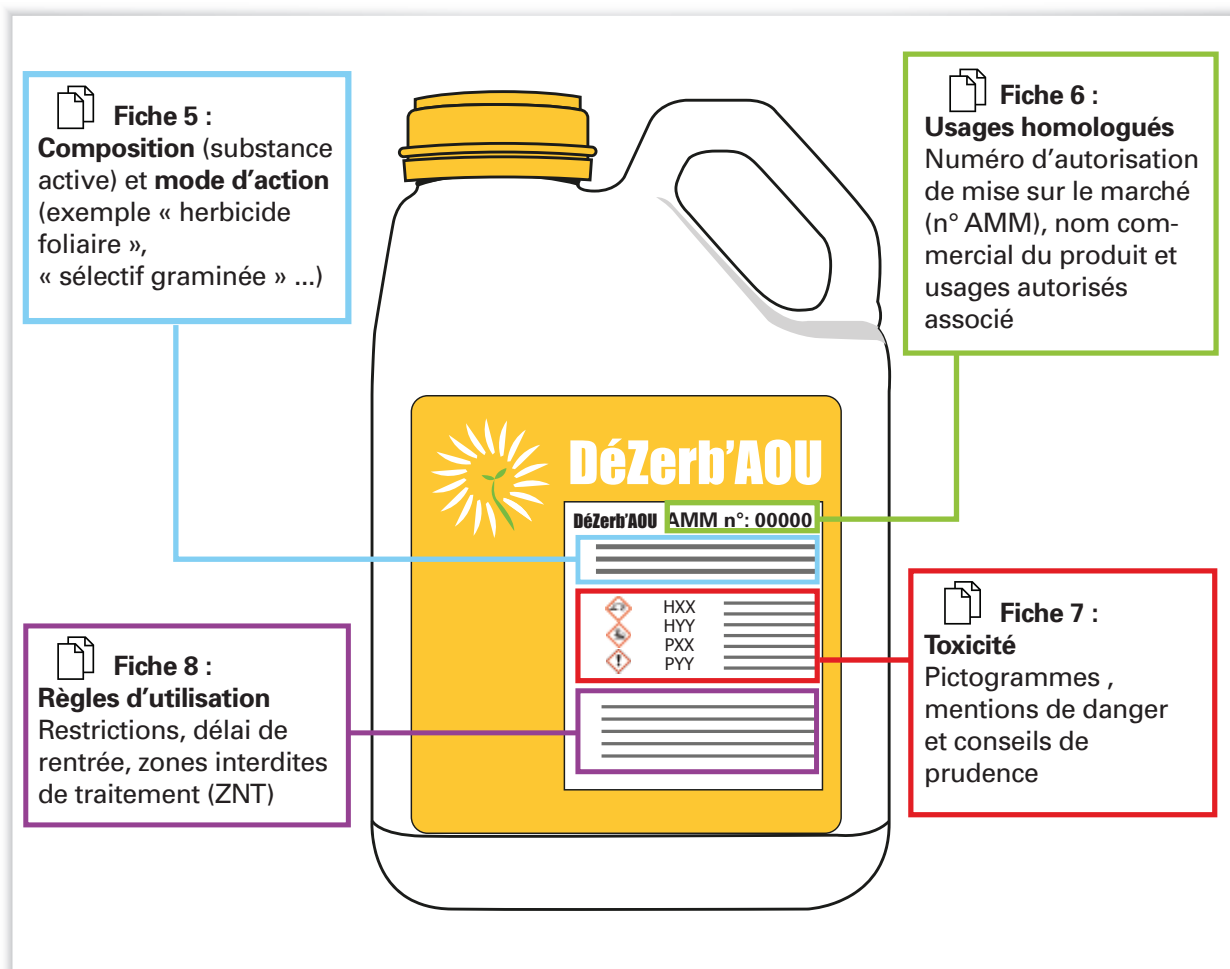 Fiche 5 :
Composition (substance
active) et mode d'action
(exemple « herbicide
foliaire »,
« sélectif graminée » ...)
Fiche 6 :
Usages homologués
Numéro d'autorisation
de mise sur le marché
(n° AMM), nom com-
mercial du produit et
usages autorisés
associé
DéZerb'AOU
DéZerb'AOU AMM n°: 00000
HXX
HYY
PXX
PYY
Fiche 8 :
Règles d'utilisation
Restrictions, délai de
rentrée, zones interdites
de traitement (ZNT)
Fiche 7 :
Toxicité
Pictogrammes ,
mentions de danger
et conseils de
prudence